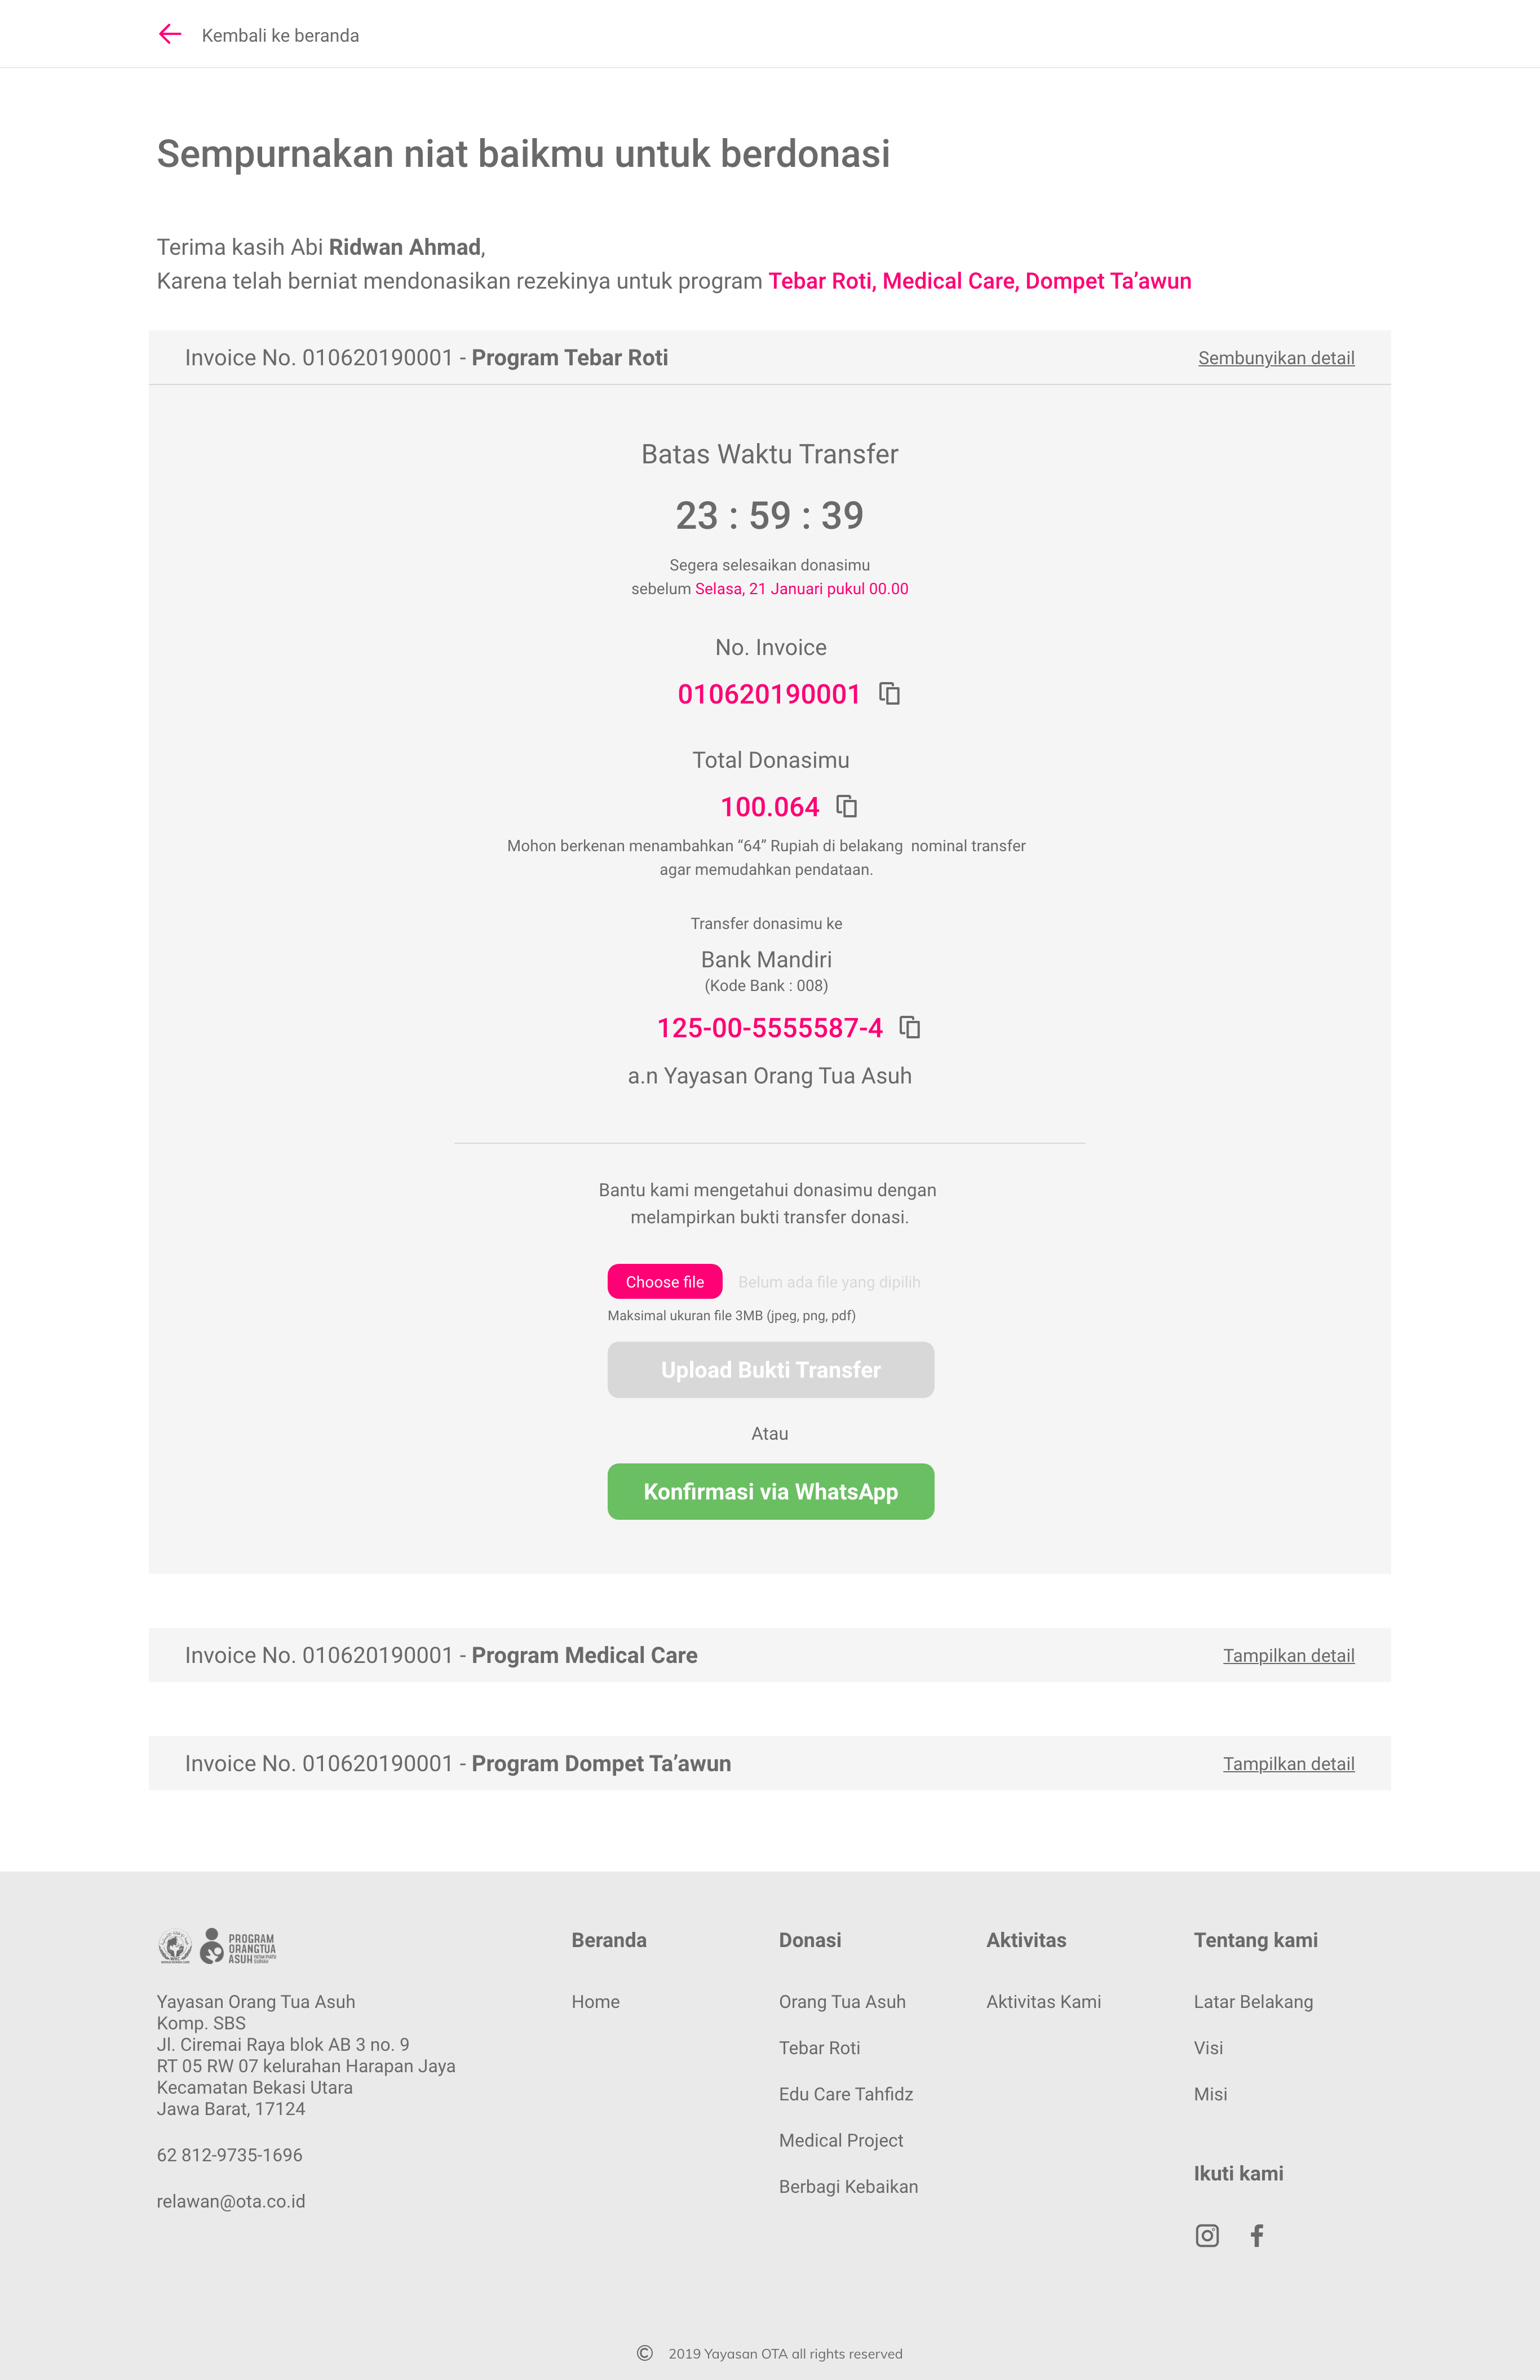 Kembali ke beranda
Sempurnakan niat baikmu untuk berdonasi
Terima kasih Abi Ridwan Ahmad,
Karena telah berniat mendonasikan rezekinya untuk program Tebar Roti, Medical Care, Dompet Ta’awun
Invoice No. 010620190001 - Program Tebar Roti
Sembunyikan detail
Batas Waktu Transfer
23 : 59 : 39
Segera selesaikan donasimu
sebelum Selasa, 21 Januari pukul 00.00
No. Invoice
010620190001
Total Donasimu
100.064
Mohon berkenan menambahkan “64” Rupiah di belakang  nominal transfer
agar memudahkan pendataan.
Transfer donasimu ke
Bank Mandiri
(Kode Bank : 008)
125-00-5555587-4
a.n Yayasan Orang Tua Asuh
Bantu kami mengetahui donasimu dengan
melampirkan bukti transfer donasi.
Choose file
Belum ada file yang dipilih
Maksimal ukuran file 3MB (jpeg, png, pdf)
Upload Bukti Transfer
Atau
Konfirmasi via WhatsApp
Invoice No. 010620190001 - Program Medical Care
Tampilkan detail
Invoice No. 010620190001 - Program Dompet Ta’awun
Tampilkan detail
PROGRAM
ORANGTUA
ASUH
Yayasan Orang Tua Asuh
Komp. SBS
Jl. Ciremai Raya blok AB 3 no. 9
RT 05 RW 07 kelurahan Harapan Jaya
Kecamatan Bekasi Utara
Jawa Barat, 17124
62 812-9735-1696
relawan@ota.co.id
Beranda
Home
Donasi
Orang Tua Asuh
Tebar Roti
Edu Care Tahfidz
Medical Project
Berbagi Kebaikan
Aktivitas
Aktivitas Kami
Tentang kami
Latar Belakang
Visi
Misi
Ikuti kami
© 2019 Yayasan OTA all rights reserved